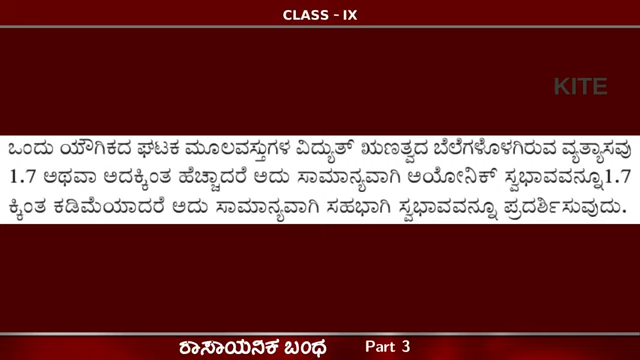 CLASS – IX
KITE
ಒಂದು ಯೌಗಿಕದ ಘಟಕ ಮೂಲವಸ್ತುಗಳ ವಿದ್ಯುತ್ ಋಣತ್ವದ ಬೆಲೆಗಳೊಳಗಿರುವ ವ್ಯತ್ಯಾಸವು
1.7 ಅಥವಾ ಅದಕ್ಕಿಂತ ಹೆಚ್ಚಾದರೆ ಅದು ಸಾಮಾನ್ಯವಾಗಿ ಅಯೋನಿಕ್ ಸ್ವಭಾವವನ್ನೂ1.7
ಕ್ಕಿಂತ ಕಡಿಮೆಯಾದರೆ ಅದು ಸಾಮಾನ್ಯವಾಗಿ ಸಹಭಾಗಿ ಸ್ವಭಾವವನ್ನೂ ಪ್ರದರ್ಶಿಸುವುದು.
ರಾಸಾಯನಿಕ ಬಂಧ Part 3